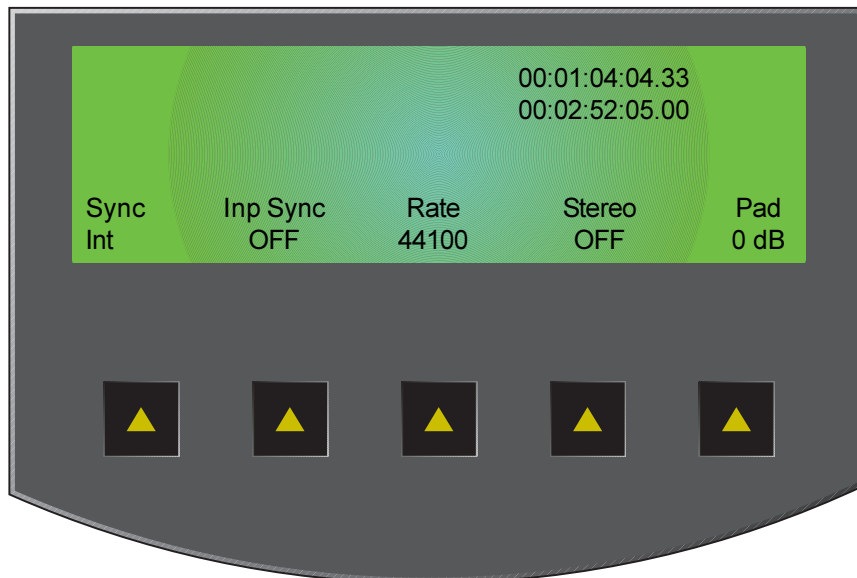 00:01:04:04.33
00:02:52:05.00
Sync Inp Sync Rate Stereo Pad
Int OFF 44100 OFF 0 dB